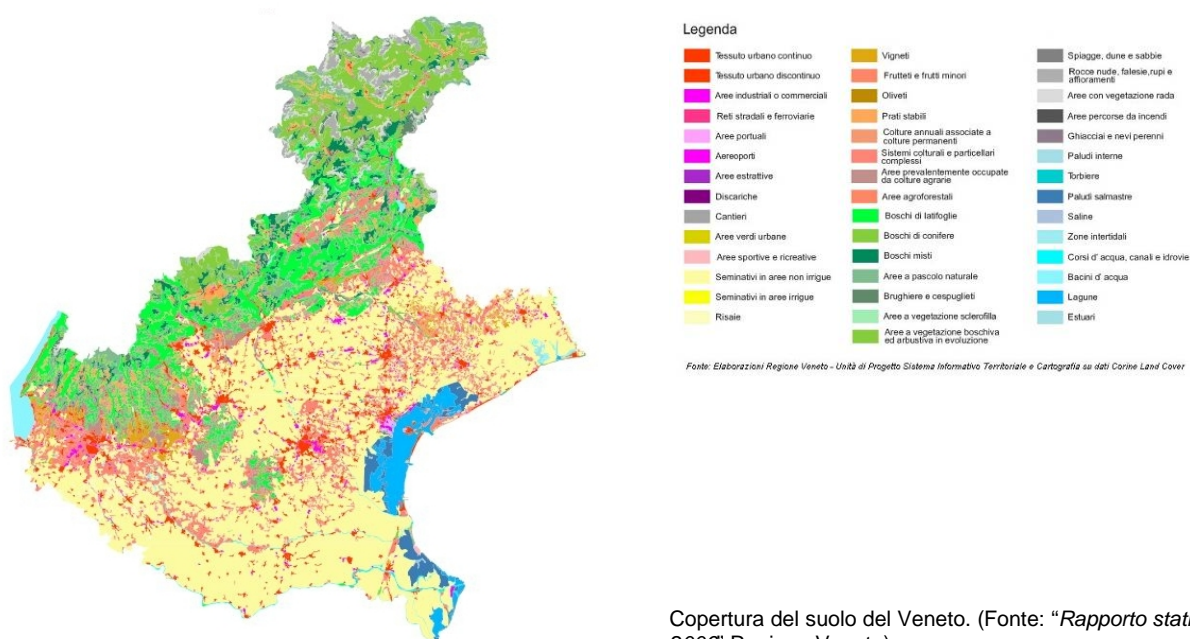 Legenda
Tessuto urbano continuo
Tessuto urbano discontinuo
Aree industriali o commerciali
Reti stradali e ferroviarie
Aree portuali
Aereoporti
Aree estrattive
Discariche
Cantieri
Aree verdi urbane
Aree sportive e ricreative
Seminativi in aree non irrigue
Seminativi in aree irrigue
Risaie
Vigneti
Frutteti e frutti minori
Oliveti
Prati stabili
Colture annuali associate a
colture permanenti
Sistemi colturali e particellari
complessi
Aree prevalentemente occupate
da colture agrarie
Aree agroforestali
Boschi di latifoglie
Boschi di conifere
Boschi misti
Aree a pascolo naturale
Brughiere e cespuglieti
Aree a vegetazione sclerofilla
Aree a vegetazione boschiva
ed arbustiva in evoluzione
Spiagge, dune e sabbie
Rocce nude, falesie,rupi e
affioramenti
Aree con vegetazione rada
Aree percorse da incendi
Ghiacciai e nevi perenni
Paludi interne
Torbiere
Paludi salmastre
Saline
Zone intertidali
Corsi d' acqua, canali e idrovie
Bacini d' acqua
Lagune
Estuari
Fonte: Elaborazioni Regione Veneto - Unità di Progetto Sistema Informativo Territoriale e Cartografia su dati Corine Land Cover
Copertura del suolo del Veneto. (Fonte: “Rapporto